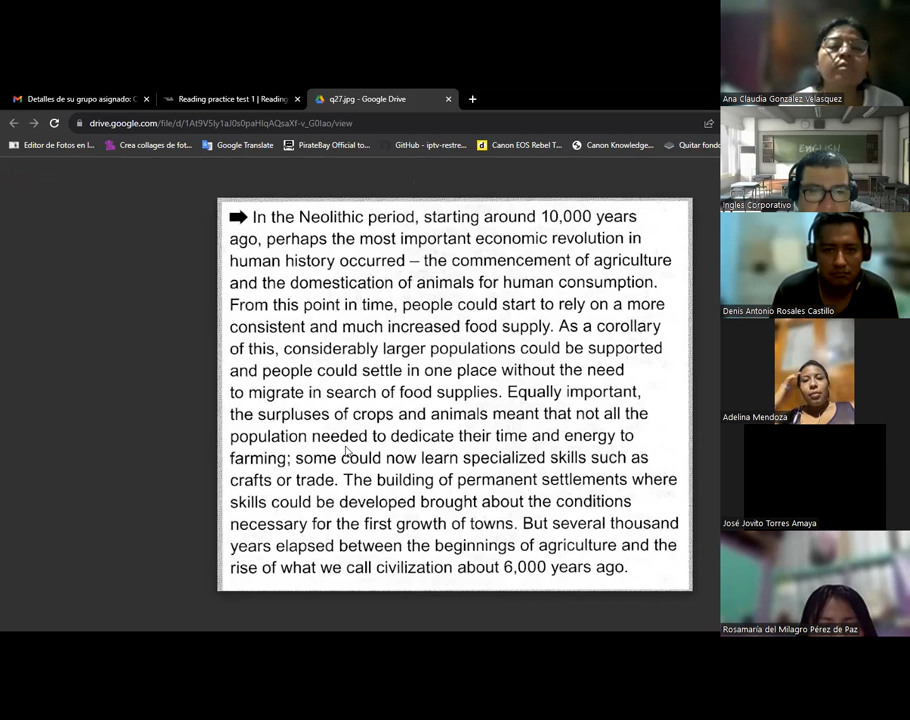 Detalles de su grupo asignado: C
Reading practice test 1 | Reading
q27.jpg - Google Drive
drive.google.com/file/d/1At9V5Iy1aJ0s0paHIqAQsaXf-v_G0Iao/view
Editor de Fotos en l...
Crea collages de fot...
Google Translate
PirateBay Official to...
GitHub - iptv-restre...
Canon EOS Rebel T...
Canon Knowledge...
Quitar fondo
In the Neolithic period, starting around 10,000 years
ago, perhaps the most important economic revolution in
human history occurred – the commencement of agriculture
and the domestication of animals for human consumption.
From this point in time, people could start to rely on a more
consistent and much increased food supply. As a corollary
of this, considerably larger populations could be supported
and people could settle in one place without the need
to migrate in search of food supplies. Equally important,
the surpluses of crops and animals meant that not all the
population needed to dedicate their time and energy to
farming; some could now learn specialized skills such as
crafts or trade. The building of permanent settlements where
skills could be developed brought about the conditions
necessary for the first growth of towns. But several thousand
years elapsed between the beginnings of agriculture and the
rise of what we call civilization about 6,000 years ago.
Ana Claudia González Velásquez
ENGLISH
Ingles Corporativo
Denis Antonio Rosales Castillo
Adelina Mendoza
José Jovito Torres Amaya
Rosamaría del Milagro Pérez de Paz